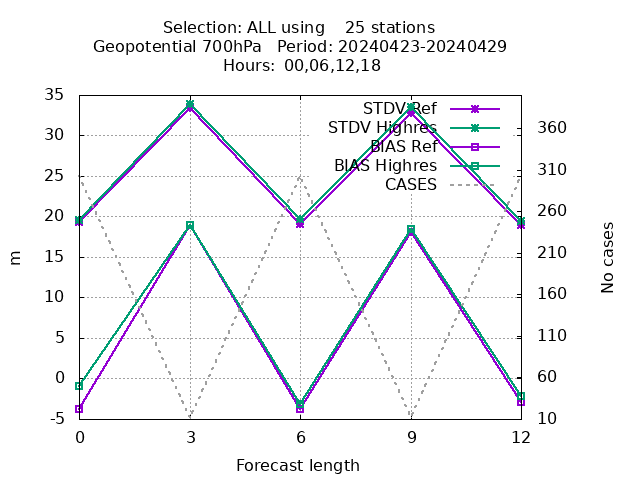 Selection: ALL using    25 stations
Geopotential 700hPa   Period: 20240423-20240429
Hours: 00,06,12,18
35
30
25
20
15
10
5
0
-5
m
STDV Ref
STDV Highres
BIAS Ref
BIAS Highres
CASES
360
310
260
210
160
110
60
10
No cases
0 3 6 9 12
Forecast length